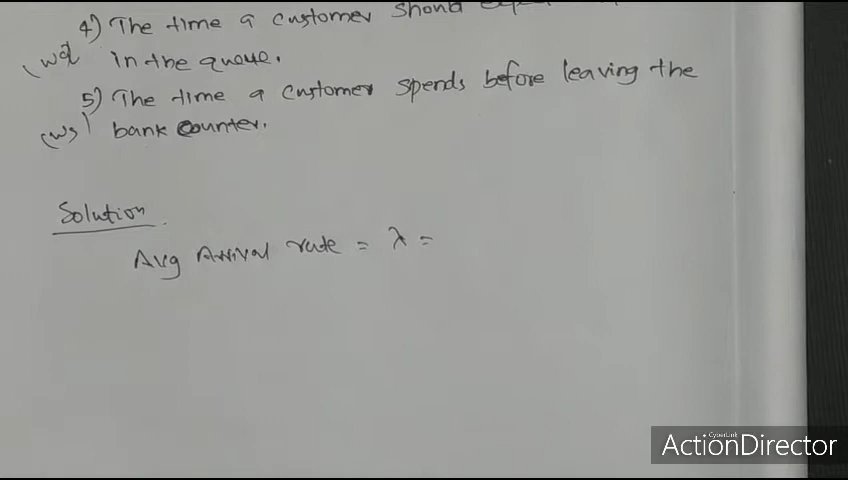 4) The time a customer should
(wq) in the queue.
5) The time a customer spends before leaving the
(ws) bank counter.
Solution
Avg Arrival rate = λ =
CyberLink
ActionDirector